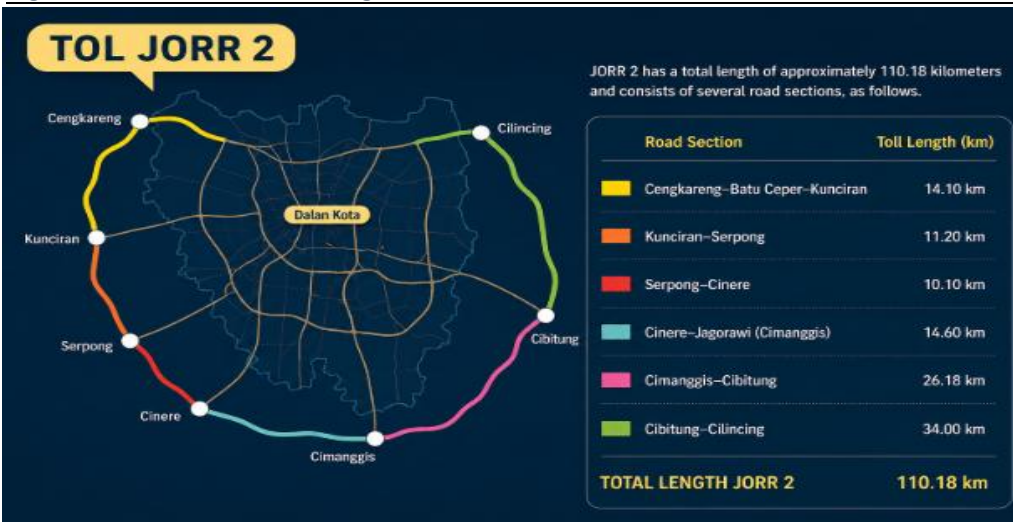 TOL JORR 2
JORR 2 has a total length of approximately 110.18 kilometers
and consists of several road sections, as follows.
Cengkareng
Cilincing
Dalan Kota
Kunciran
Serpong
Cibitung
Cinere
Cimanggis
Road Section Toll Length (km)
Cengkareng–Batu Ceper–Kunciran 14.10 km
Kunciran–Serpong 11.20 km
Serpong–Cinere 10.10 km
Cinere–Jagorawi (Cimanggis) 14.60 km
Cimanggis–Cibitung 26.18 km
Cibitung–Cilincing 34.00 km
TOTAL LENGTH JORR 2 110.18 km